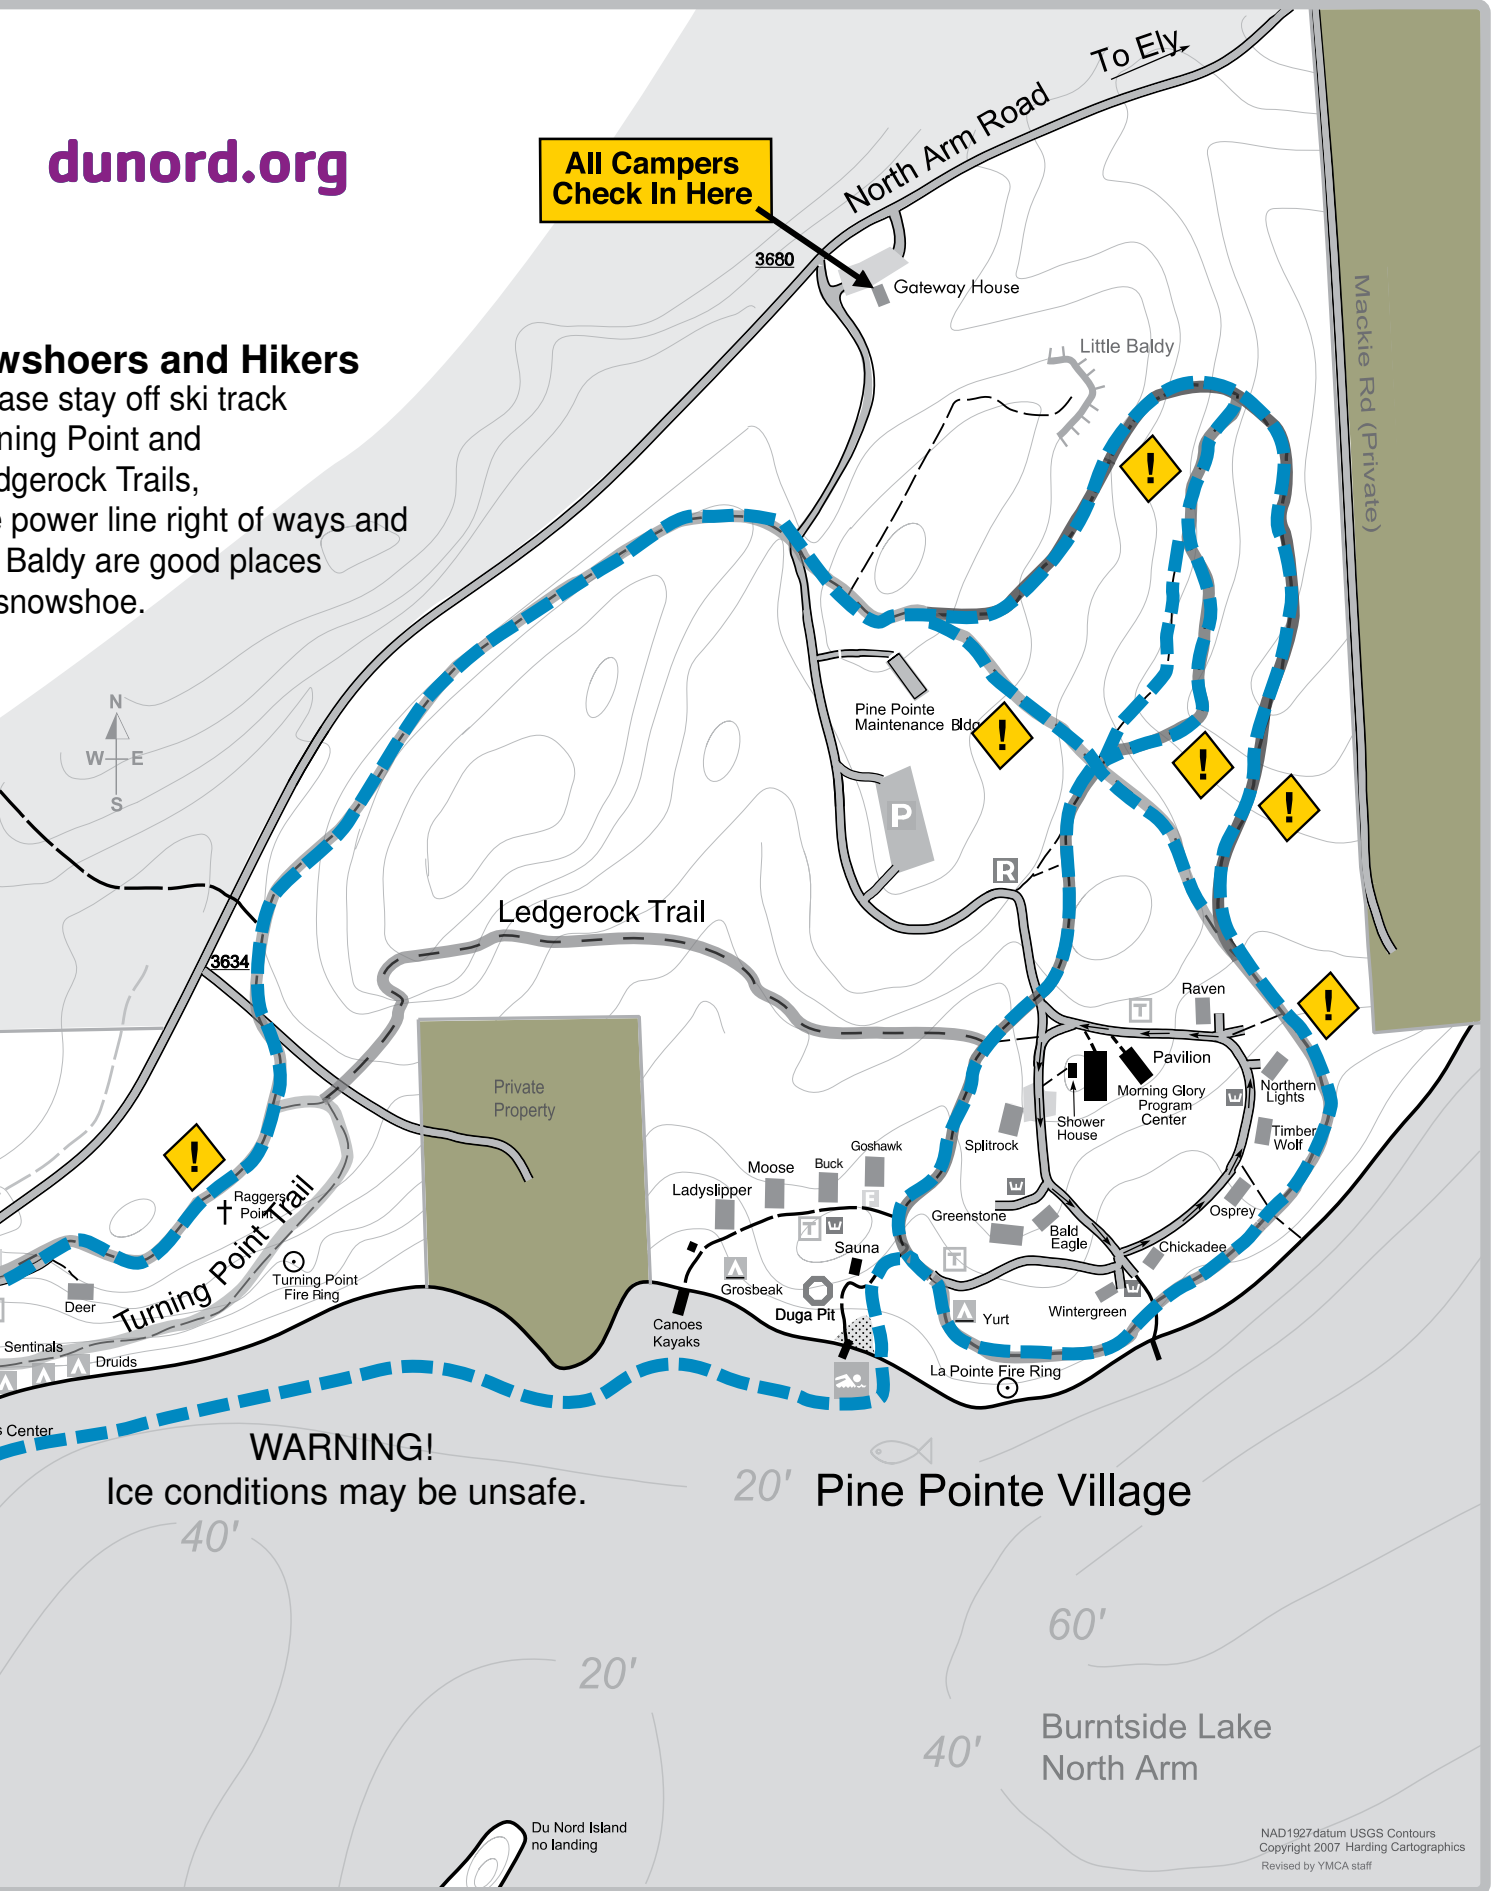 To Ely
North Arm Road
dunord.org
All Campers
Check In Here
3680
Gateway House
Mackie Rd (Private)
Little Baldy
wshoers and Hikers
ase stay off ski track
ning Point and
dgerock Trails,
e power line right of ways and
Baldy are good places
snowshoe.
!
N
W
E
S
Pine Pointe
Maintenance Bldg
!
!
!
P
R
Ledgerock Trail
3634
Raven
T
!
Pavilion
Private
Property
Morning Glory
Program
Center
Northern
Lights
W
Shower
House
Splitrock
Timber
Wolf
!
Raggers
Point
Turning Point Trail
Goshawk
Buck
Moose
Ladyslipper
F
W
Greenstone
Osprey
T
W
Bald
Eagle
Sauna
T
Chickadee
Turning Point
Fire Ring
Deer
Grosbeak
Duga Pit
Yurt
Wintergreen
W
Canoes
Kayaks
Sentinals
Druids
La Pointe Fire Ring
s Center
WARNING!
Ice conditions may be unsafe.
20'
Pine Pointe Village
40'
60'
20'
40'
Burntside Lake
North Arm
Du Nord Island
no landing
NAD1927datum USGS Contours
Copyright 2007 Harding Cartographics
Revised by YMCA staff